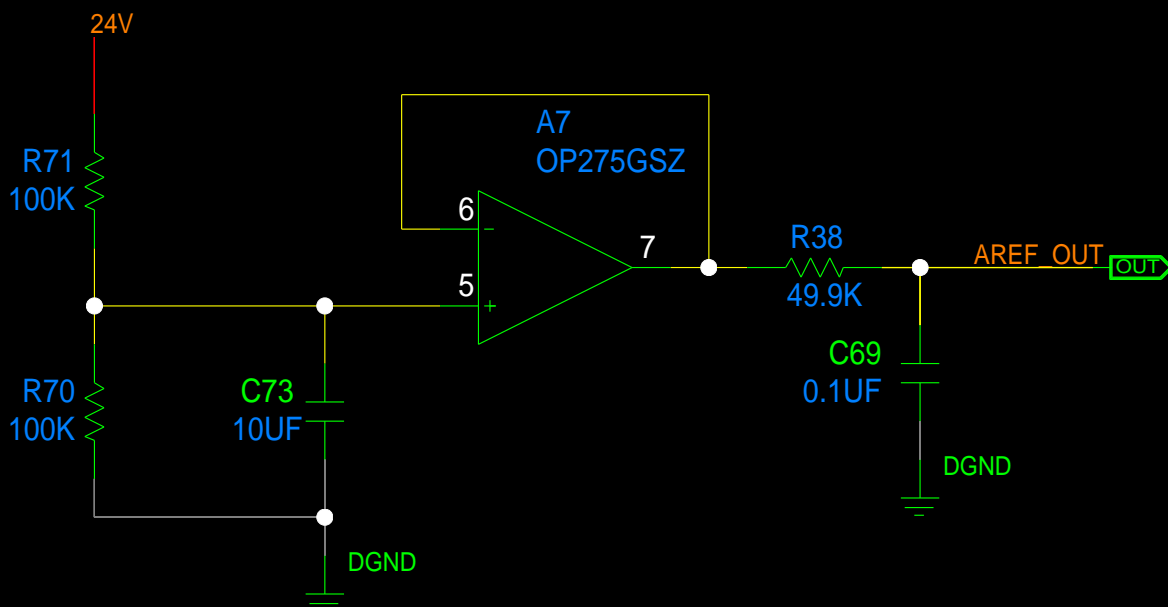 24V
A7
OP275GSZ
R71
100K
6
-
7
R38
49.9K
AREF_OUT
OUT
5
+
R70
100K
C73
10UF
C69
0.1UF
DGND
DGND